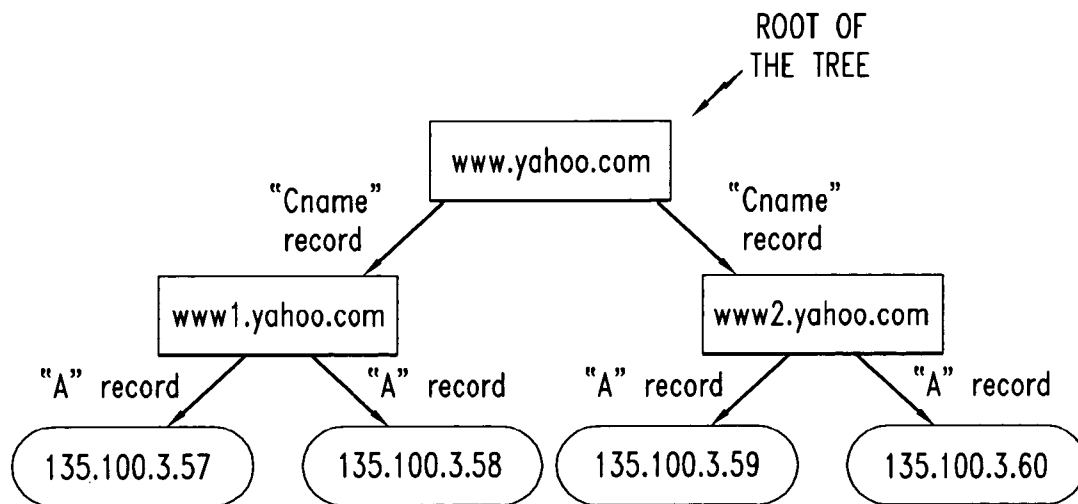 ROOT OF
THE TREE
www.yahoo.com
“Cname”
record
“Cname”
record
www1.yahoo.com
www2.yahoo.com
“A” record
“A” record
“A” record
“A” record
135.100.3.57
135.100.3.58
135.100.3.59
135.100.3.60